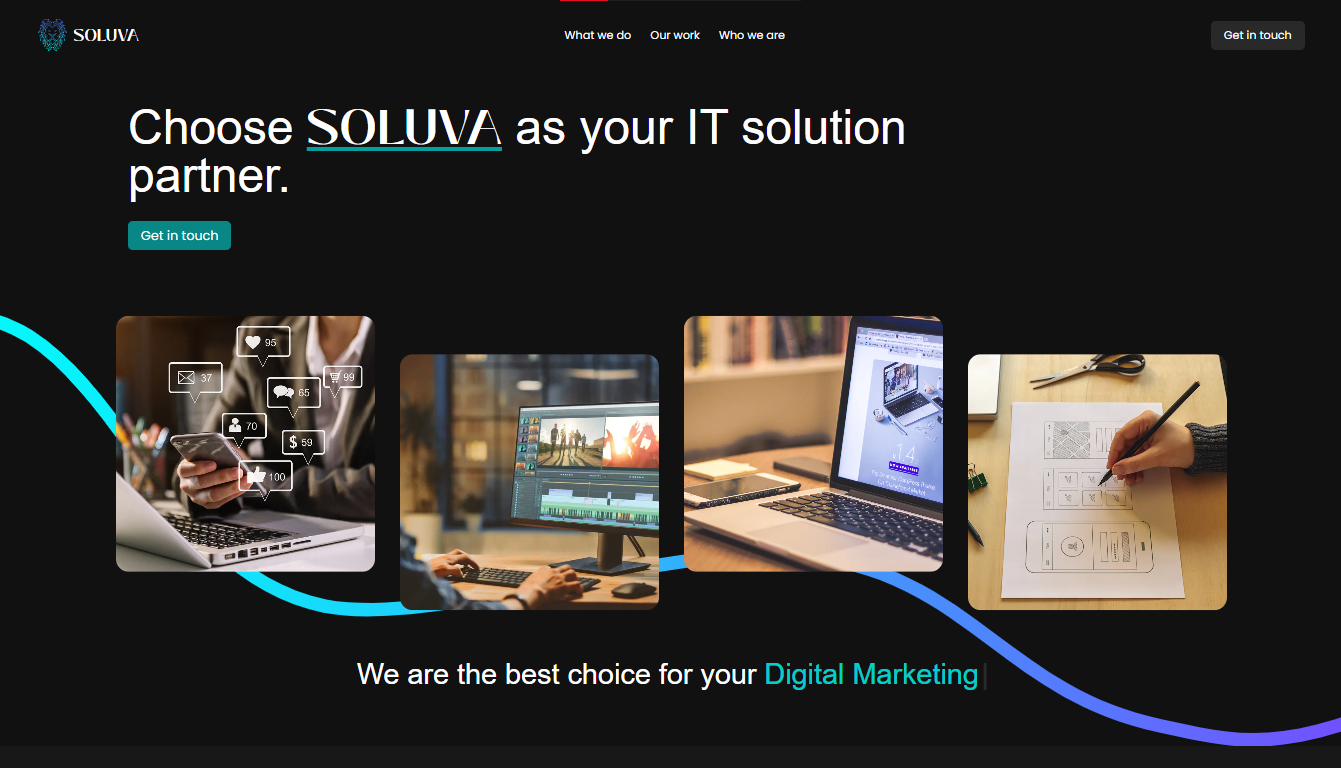 SOLUVA
What we do
Our work
Who we are
Get in touch
Choose SOLUVA as your IT solution
partner.
Get in touch
95
37
99
65
70
$ 59
100
v 1.4
We are the best choice for your Digital Marketing